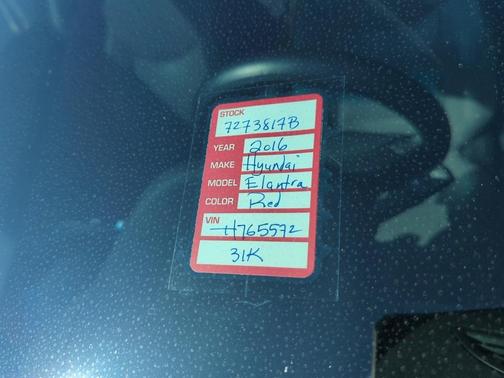 STOCK
7273817B
YEAR 2016
MAKE Hyundai
MODEL Elantra
COLOR Red
VIN
H765572
31K